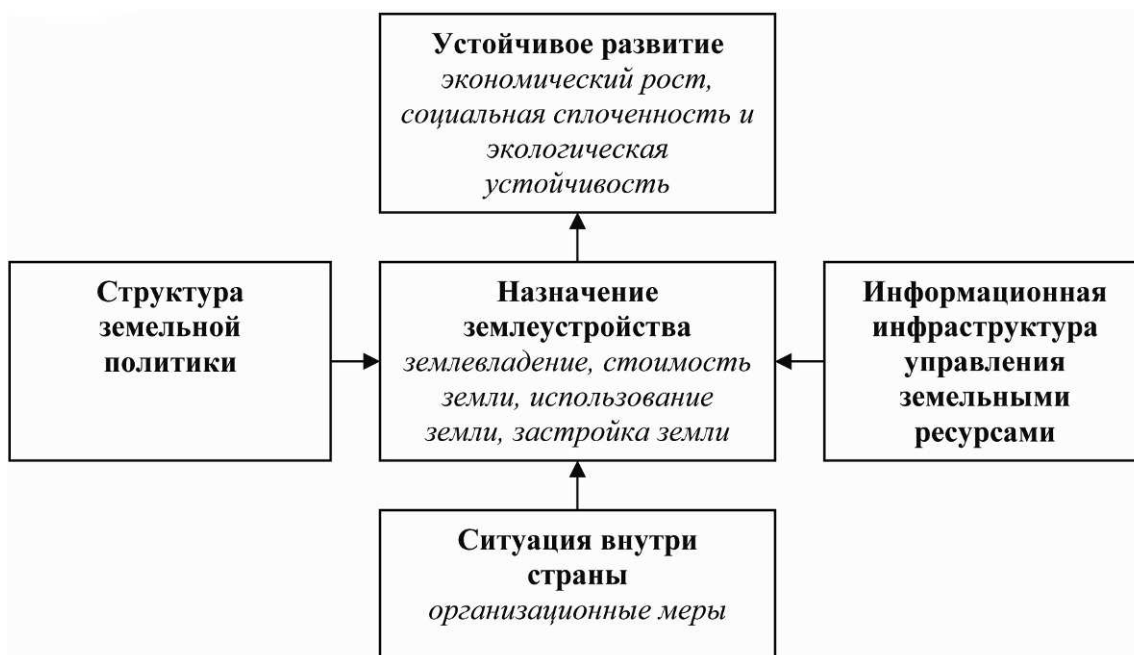 Устойчивое развитие
экономический рост,
социальная сплоченность и
экологическая
устойчивость
Структура
земельной
политики
Назначение
землеустройства
землевладение, стоимость
земли, использование
земли, застройка земли
Информационная
инфраструктура
управления
земельными
ресурсами
Ситуация внутри
страны
организационные меры